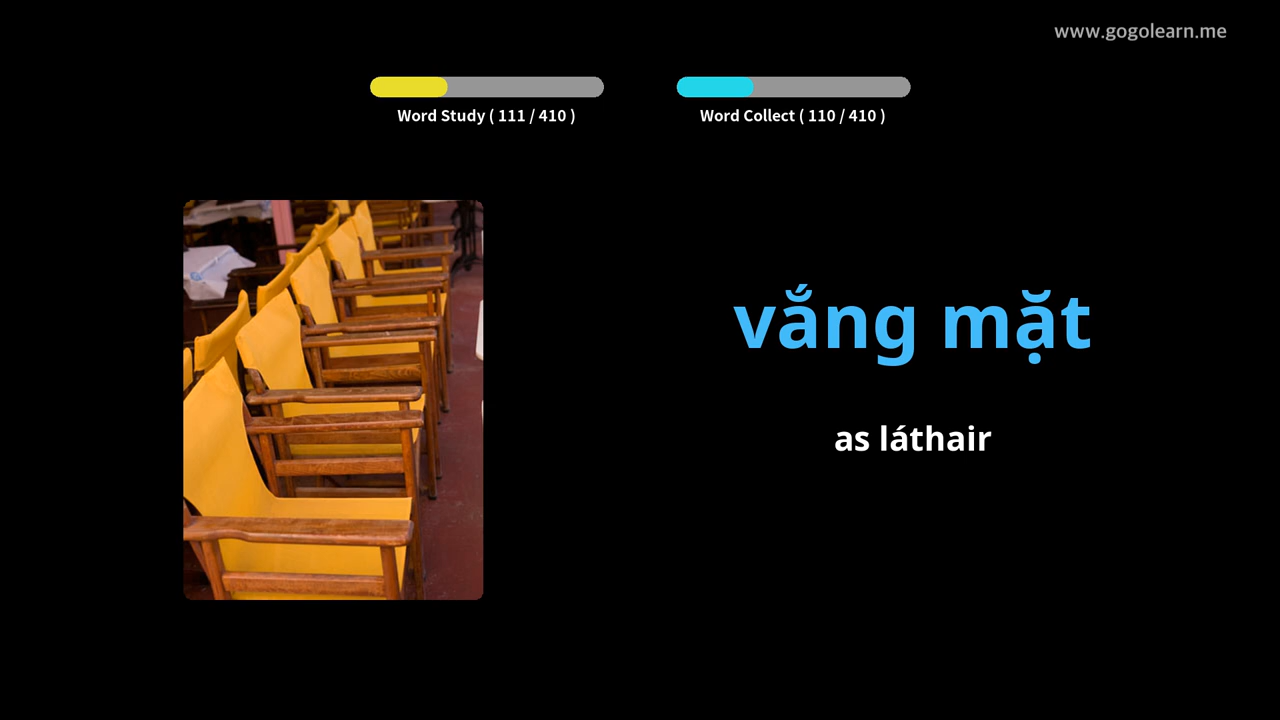 www.gogolearn.me
Word Study ( 111 / 410 )
Word Collect ( 110 / 410 )
vắng mặt
as láthair